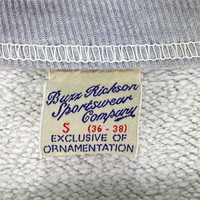 Buzz Rickson
Sportswear
Company
S (36 - 38)
EXCLUSIVE OF
ORNAMENTATION